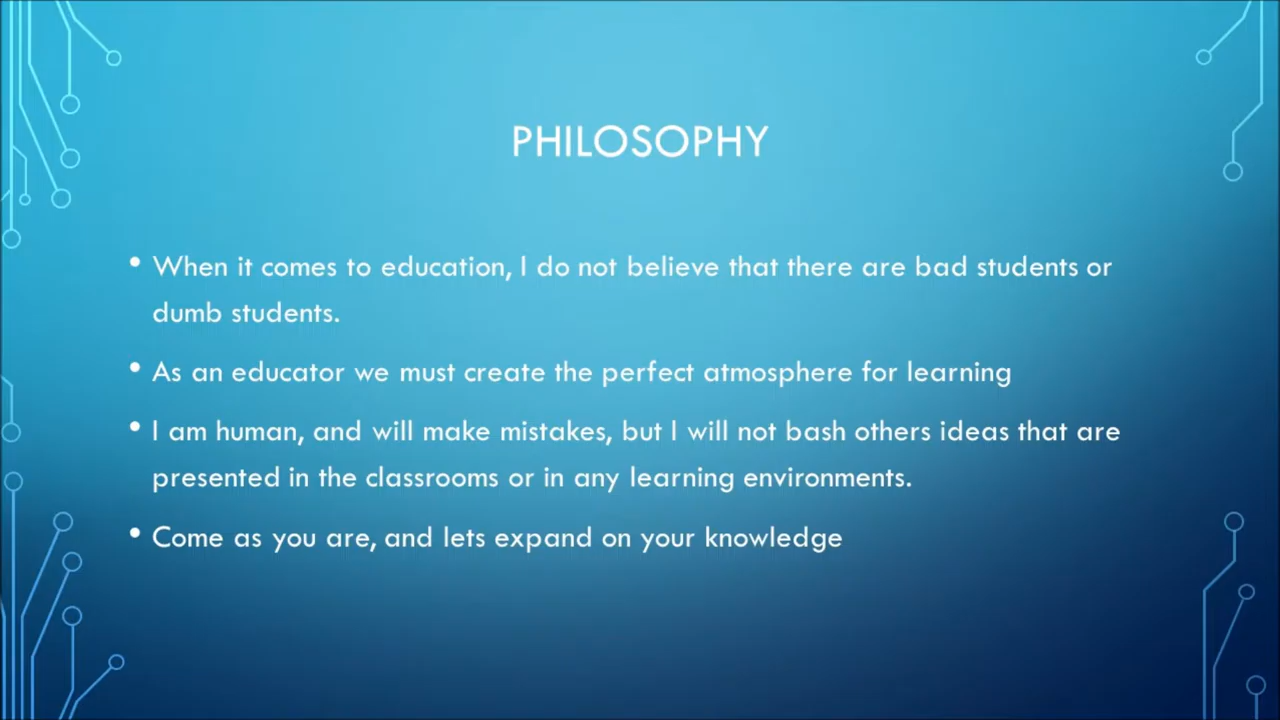 PHILOSOPHY
• When it comes to education, I do not believe that there are bad students or
dumb students.
• As an educator we must create the perfect atmosphere for learning
• I am human, and will make mistakes, but I will not bash others ideas that are
presented in the classrooms or in any learning environments.
• Come as you are, and lets expand on your knowledge